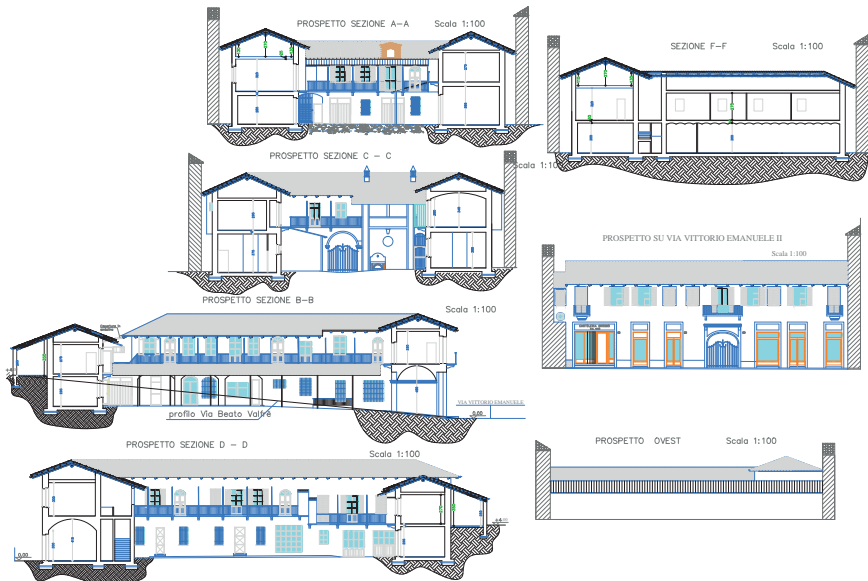 PROSPETTO SEZIONE A-A Scala 1:100
SEZIONE F-F Scala 1:100
PROSPETTO SEZIONE C - C
Scala 1:100
PROSPETTO SU VIA VITTORIO EMANUELE II
Scala 1:100
PROSPETTO SEZIONE B-B
Scala 1:100
profilo Via Beato Valfrè
VIA VITTORIO EMANUELE
0,00
PROSPETTO SEZIONE D - D
Scala 1:100
0,00
PROSPETTO OVEST Scala 1:100